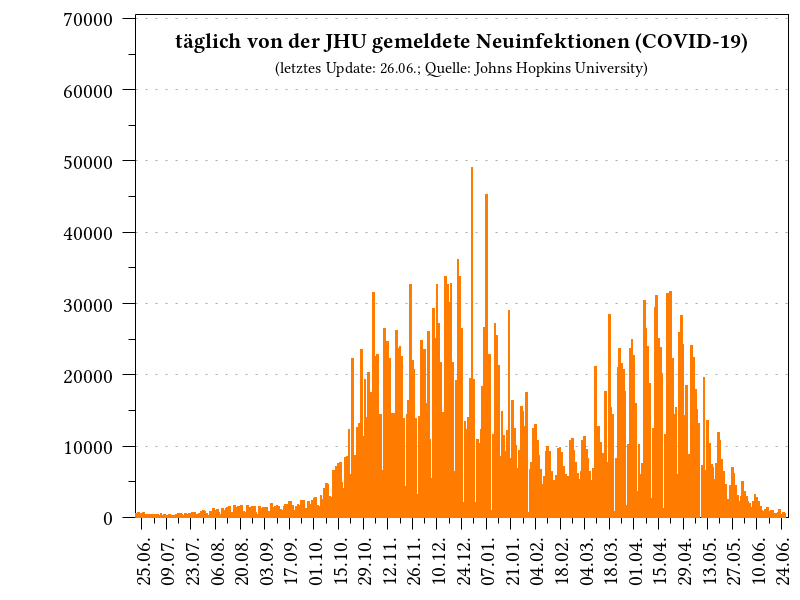 täglich von der JHU gemeldete Neuinfektionen (COVID-19)
(letztes Update: 26.06.; Quelle: Johns Hopkins University)
70000
60000
50000
40000
30000
20000
10000
0
25.06. 09.07. 23.07. 06.08. 20.08. 03.09. 17.09. 01.10. 15.10. 29.10. 12.11. 26.11. 10.12. 24.12. 07.01. 21.01. 04.02. 18.02. 04.03. 18.03. 01.04. 15.04. 29.04. 13.05. 27.05. 10.06. 24.06.